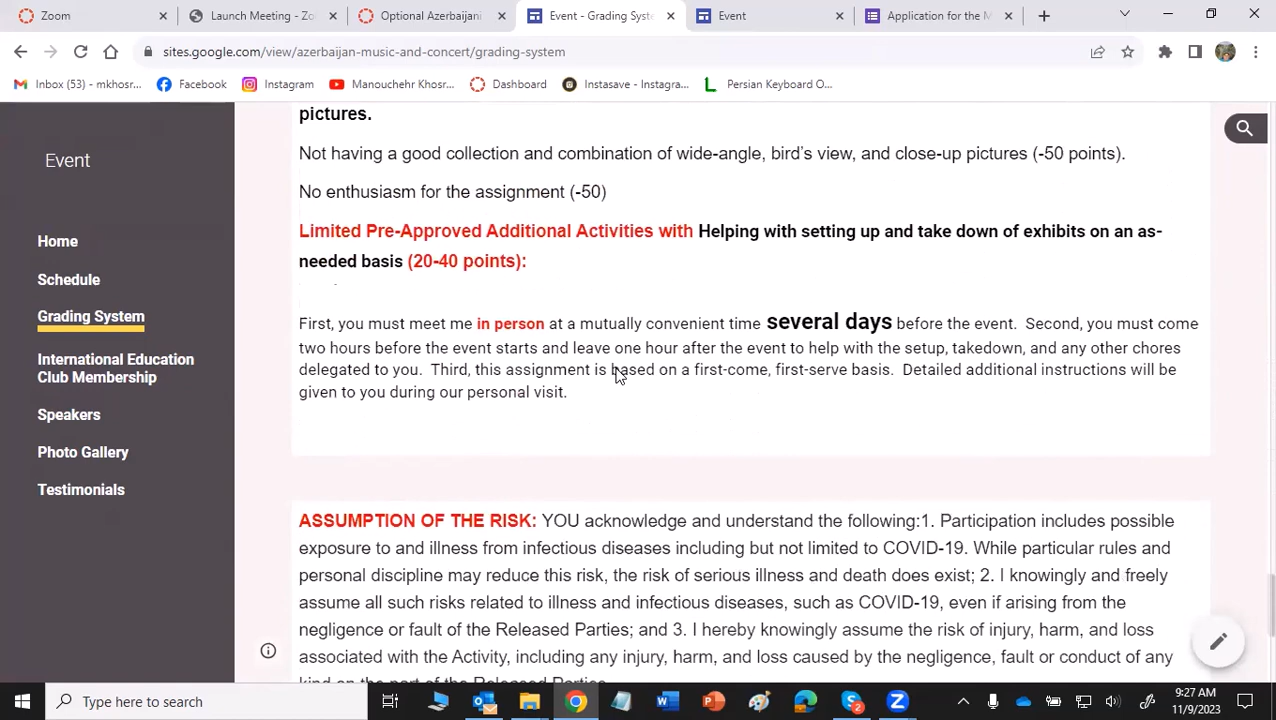 Zoom
Launch Meeting - Zo
Optional Azerbaijani
Event - Grading Syste
Event
Application for the M
sites.google.com/view/azerbaijan-music-and-concert/grading-system
Inbox (53) - mkhosr...
Facebook
Instagram
Manouchehr Khosr...
Dashboard
Instasave - Instagra...
Persian Keyboard O...
Event
Home
Schedule
Grading System
International Education
Club Membership
Speakers
Photo Gallery
Testimonials
pictures.
Not having a good collection and combination of wide-angle, bird's view, and close-up pictures (-50 points).
No enthusiasm for the assignment (-50)
Limited Pre-Approved Additional Activities with Helping with setting up and take down of exhibits on an as-
needed basis (20-40 points):
First, you must meet me in person at a mutually convenient time several days before the event. Second, you must come
two hours before the event starts and leave one hour after the event to help with the setup, takedown, and any other chores
delegated to you. Third, this assignment is based on a first-come, first-serve basis. Detailed additional instructions will be
given to you during our personal visit.
ASSUMPTION OF THE RISK: YOU acknowledge and understand the following:1. Participation includes possible
exposure to and illness from infectious diseases including but not limited to COVID-19. While particular rules and
personal discipline may reduce this risk, the risk of serious illness and death does exist; 2. I knowingly and freely
assume all such risks related to illness and infectious diseases, such as COVID-19, even if arising from the
negligence or fault of the Released Parties; and 3. I hereby knowingly assume the risk of injury, harm, and loss
associated with the Activity, including any injury, harm, and loss caused by the negligence, fault or conduct of any
kind on the part of the Released Parties.
Type here to search
9:27 AM
11/9/2023